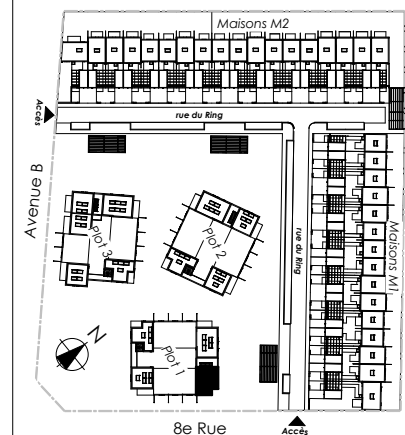 Maisons M2
Accès
rue du Ring
Avenue B
Plot 3
Plot 2
rue du Ring
Maisons M1
N
Plot 1
8e Rue
Accès